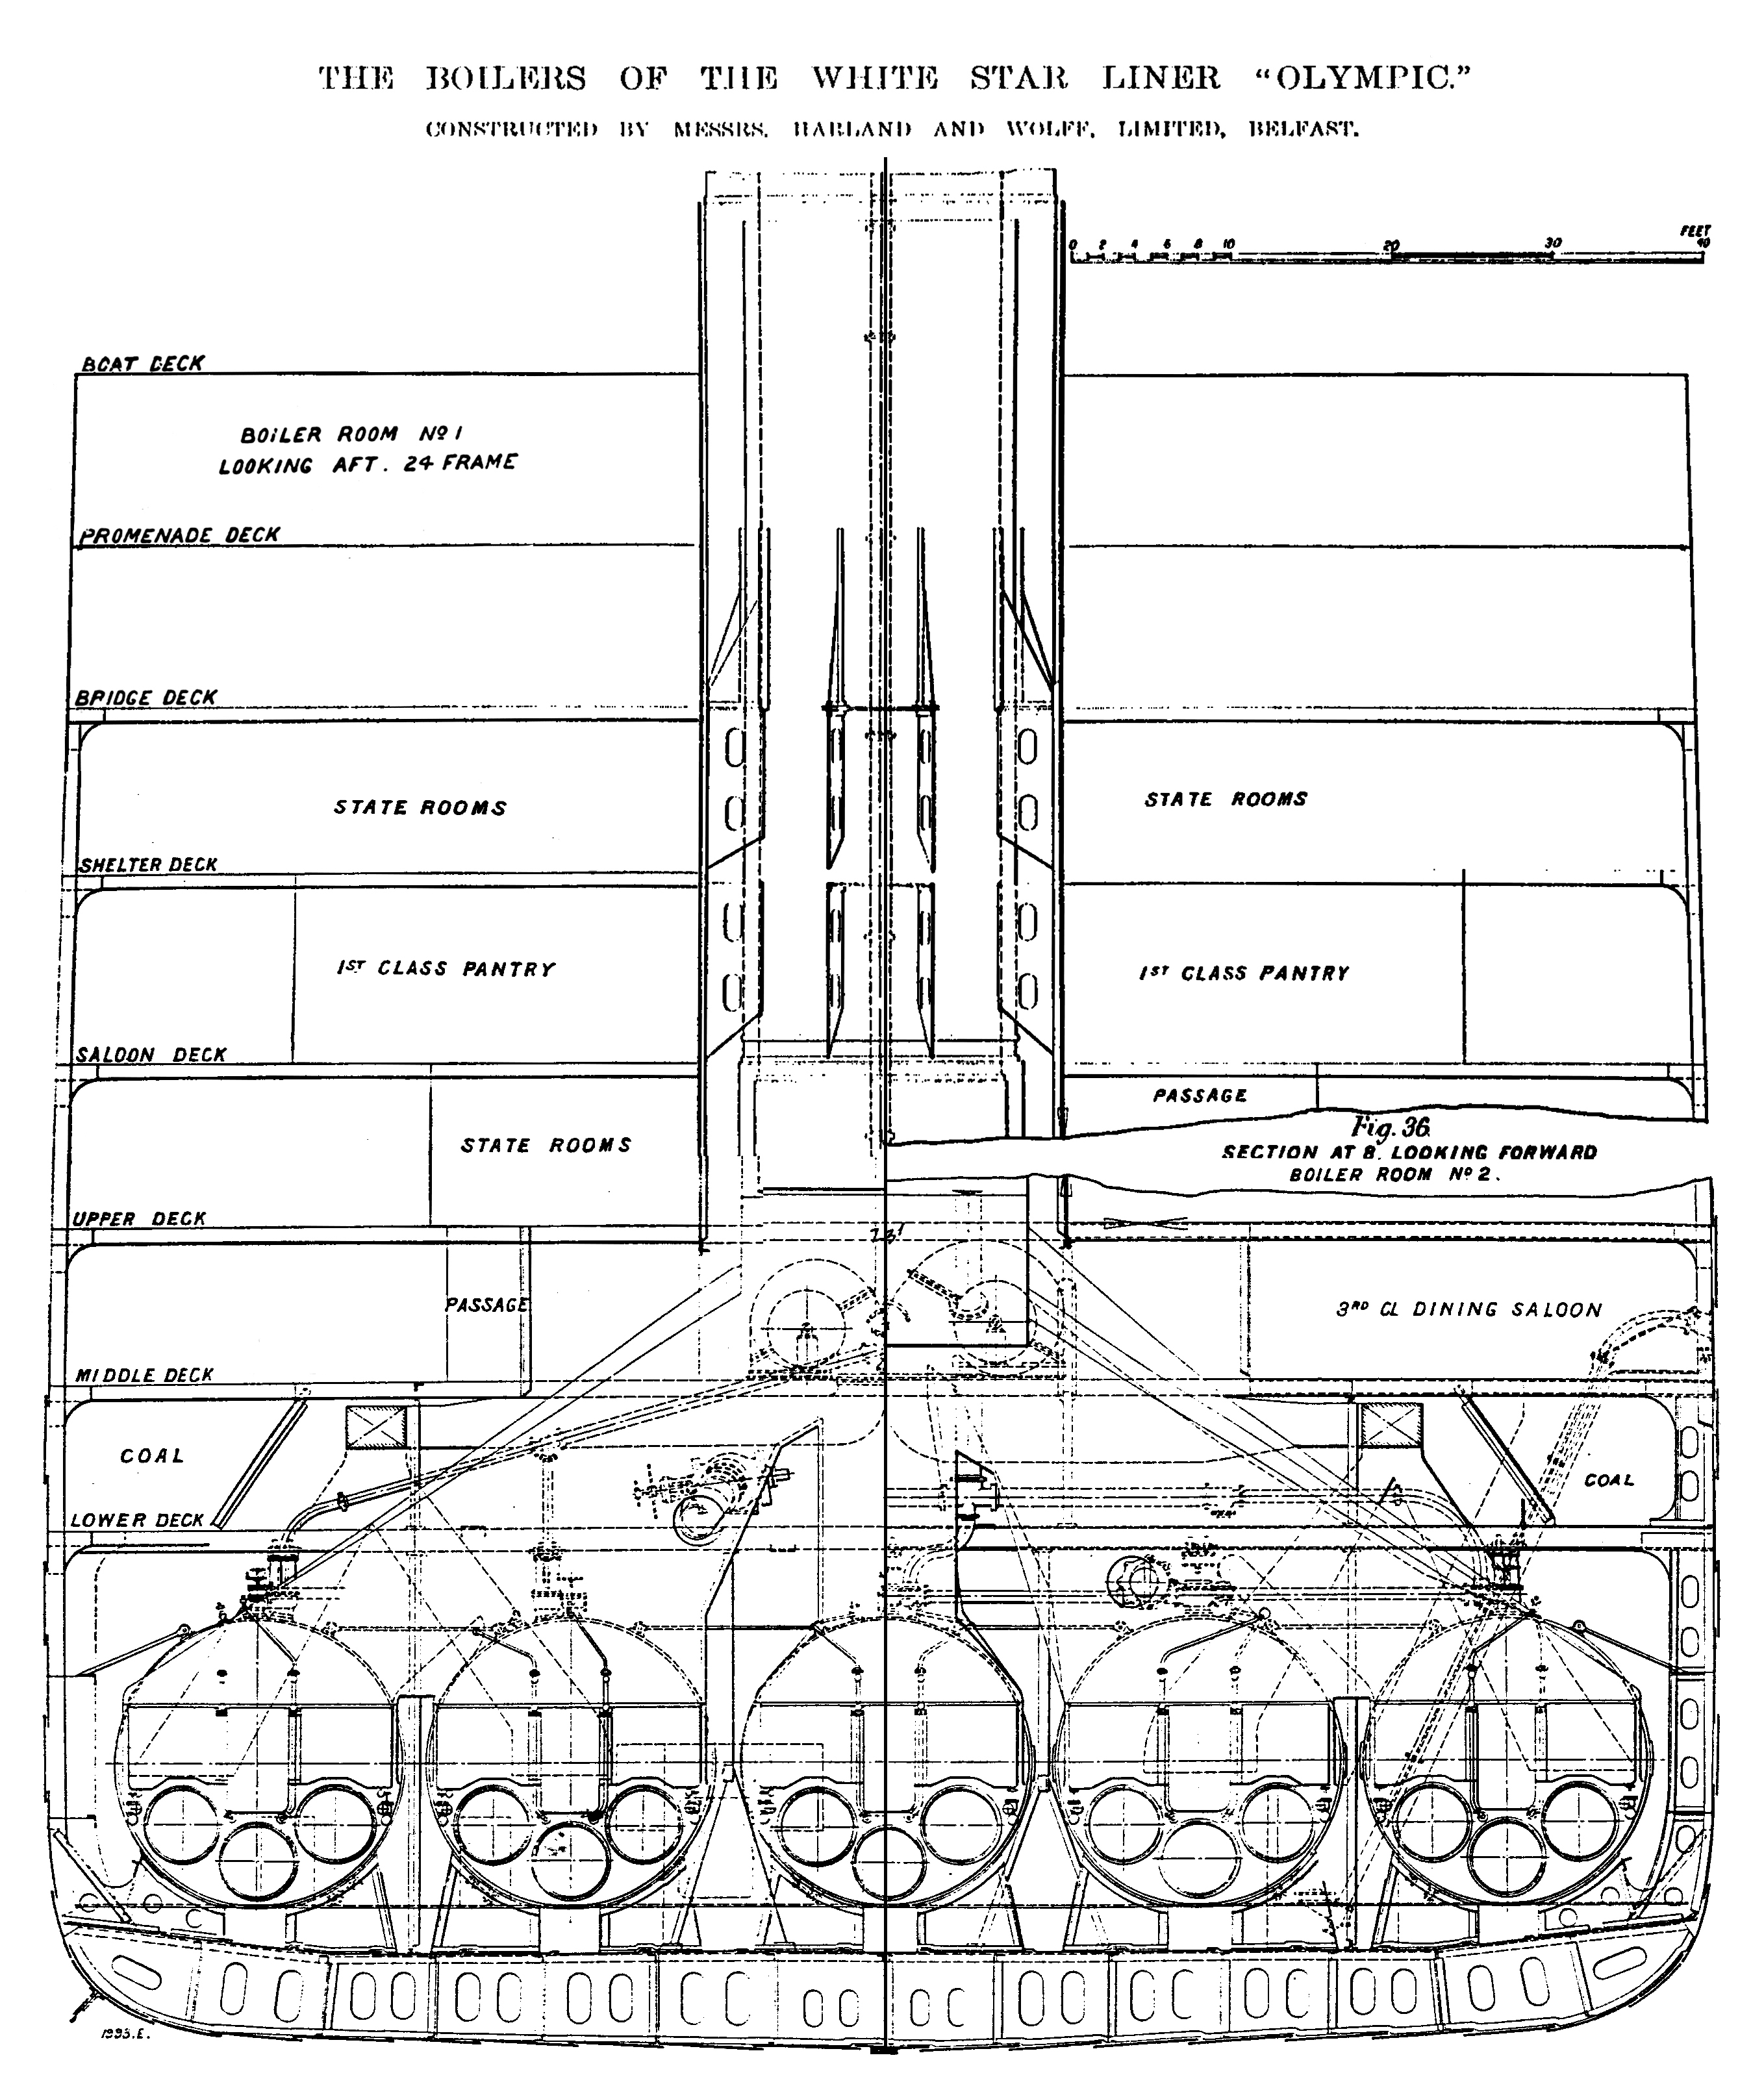 THE BOILERS OF THE WHITE STAR LINER "OLYMPIC."
CONSTRUCTED BY MESSRS. HARLAND AND WOLFF, LIMITED, BELFAST.
FEET
0 2 4 6 8 10 20 30 40
BOAT DECK
BOILER ROOM Nº 1
LOOKING AFT. 24 FRAME
PROMENADE DECK
BRIDGE DECK
STATE ROOMS
STATE ROOMS
SHELTER DECK
1ST CLASS PANTRY
1ST CLASS PANTRY
SALOON DECK
PASSAGE
STATE ROOMS
Fig. 36.
SECTION AT B. LOOKING FORWARD
BOILER ROOM Nº 2.
UPPER DECK
PASSAGE
3RD CL DINING SALOON
MIDDLE DECK
COAL
COAL
LOWER DECK
1993.E.